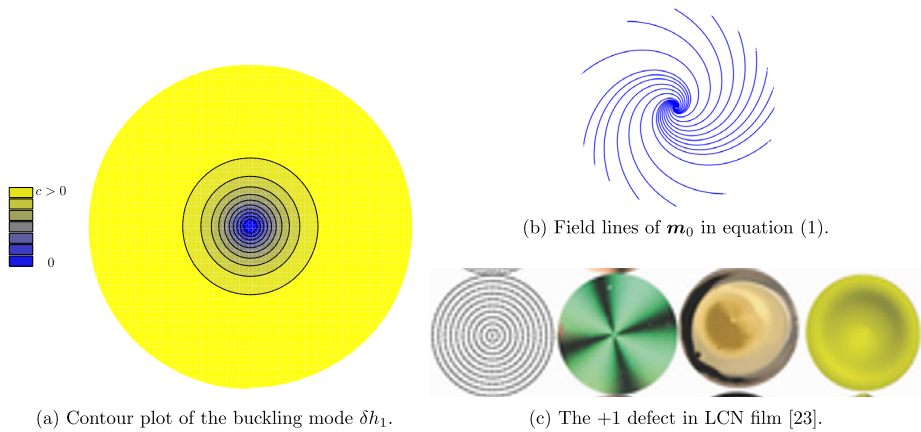 c > 0
0
(a) Contour plot of the buckling mode δh₁.
(b) Field lines of m₀ in equation (1).
(c) The +1 defect in LCN film [23].